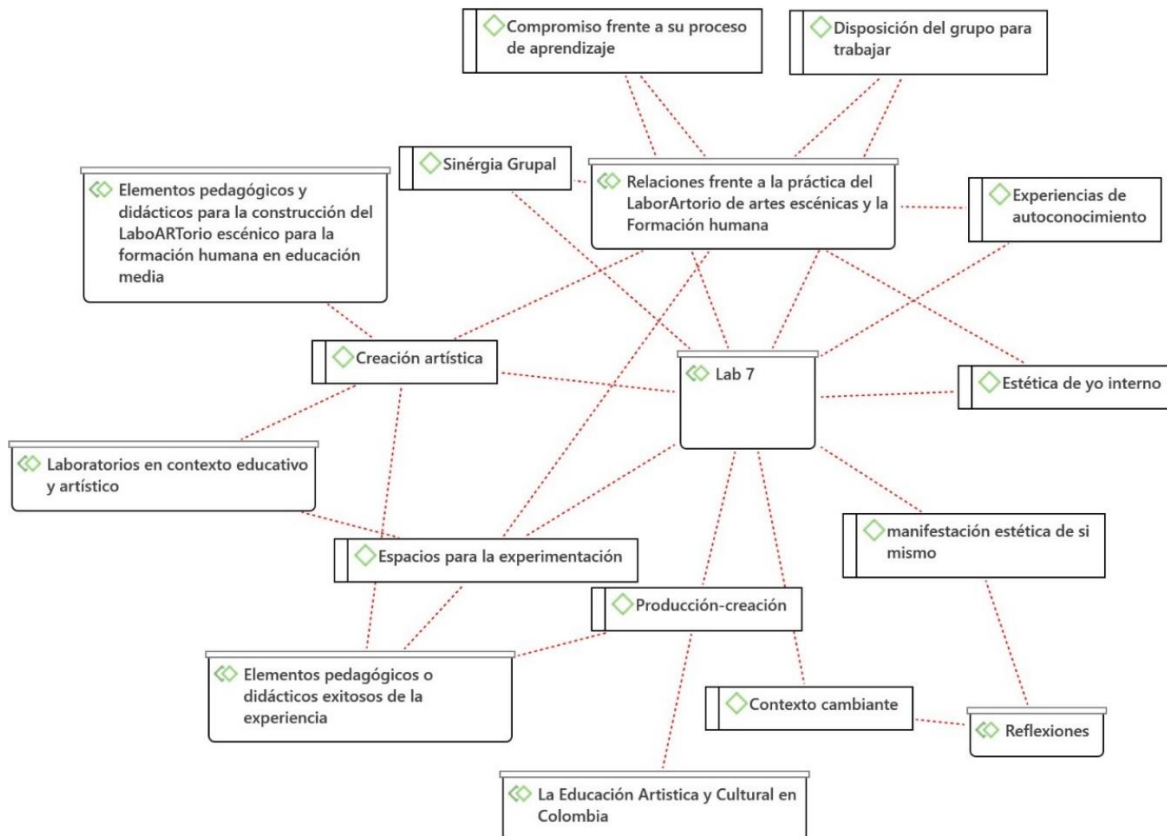 Compromiso frente a su proceso
de aprendizaje
Disposición del grupo para
trabajar
Sinérgia Grupal
Elementos pedagógicos y
didácticos para la construcción del
LaboARTorio escénico para la
formación humana en educación
media
Relaciones frente a la práctica del
LaborArtorio de artes escénicas y la
Formación humana
Experiencias de
autoconocimiento
Creación artística
Lab 7
Estética de yo interno
Laboratorios en contexto educativo
y artístico
Espacios para la experimentación
manifestación estética de si
mismo
Producción-creación
Elementos pedagógicos o
didácticos exitosos de la
experiencia
Contexto cambiante
Reflexiones
La Educación Artistica y Cultural en
Colombia